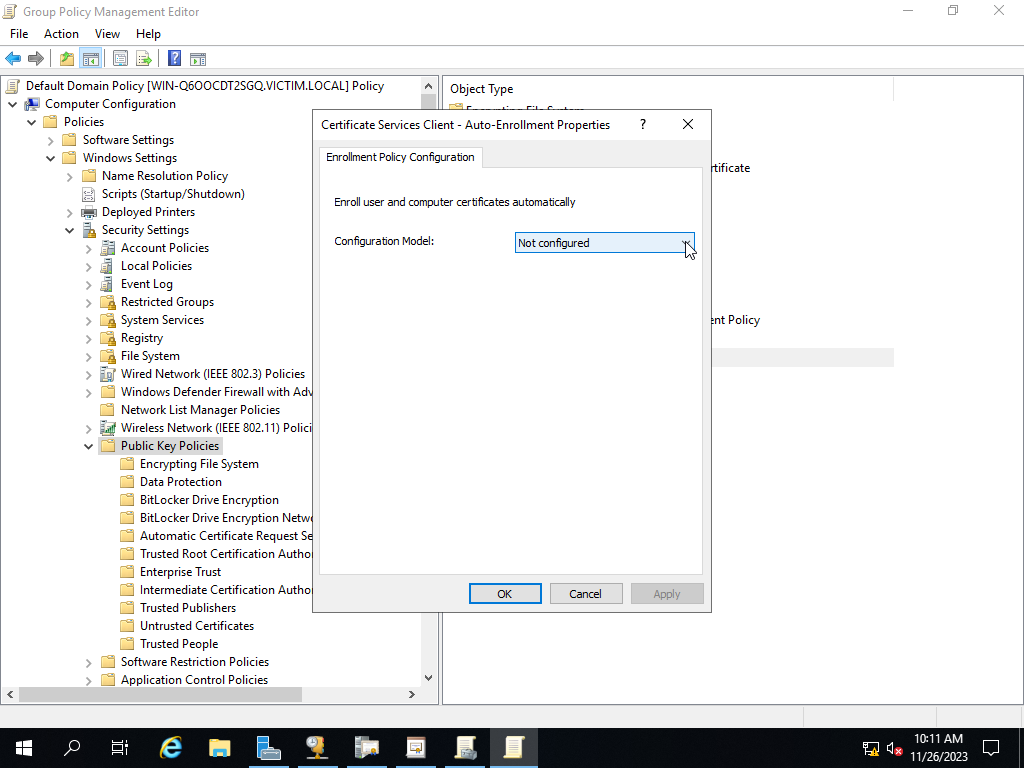 Group Policy Management Editor
File Action View Help
Default Domain Policy [WIN-Q6OOCDT2SGQ.VICTIM.LOCAL] Policy
Computer Configuration
Policies
Software Settings
Windows Settings
Name Resolution Policy
Scripts (Startup/Shutdown)
Deployed Printers
Security Settings
Account Policies
Local Policies
Event Log
Restricted Groups
System Services
Registry
File System
Wired Network (IEEE 802.3) Policies
Windows Defender Firewall with Adv
Network List Manager Policies
Wireless Network (IEEE 802.11) Polici
Public Key Policies
Encrypting File System
Data Protection
BitLocker Drive Encryption
BitLocker Drive Encryption Netwo
Automatic Certificate Request Se
Trusted Root Certification Autho
Enterprise Trust
Intermediate Certification Autho
Trusted Publishers
Untrusted Certificates
Trusted People
Software Restriction Policies
Application Control Policies
Object Type
rtificate
ent Policy
Certificate Services Client - Auto-Enrollment Properties ?
Enrollment Policy Configuration
Enroll user and computer certificates automatically
Configuration Model: Not configured
OK Cancel Apply
10:11 AM
11/26/2023